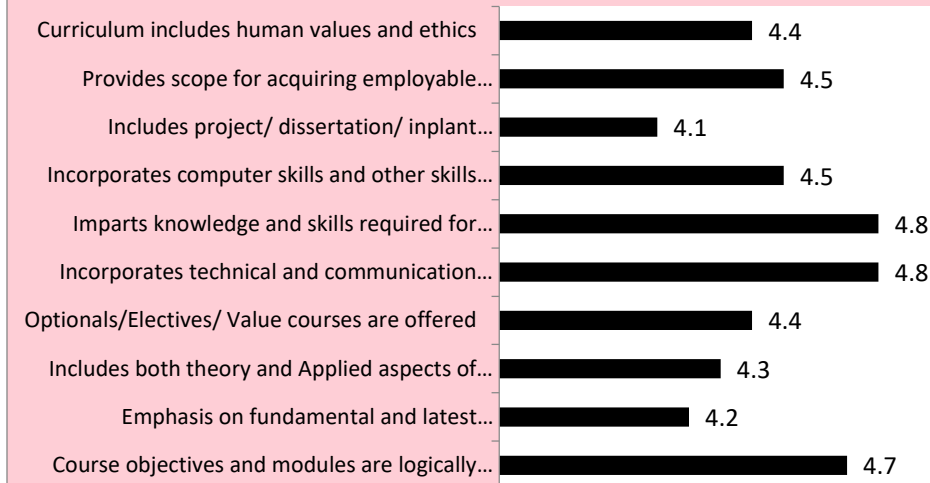 Curriculum includes human values and ethics 4.4
Provides scope for acquiring employable... 4.5
Includes project/ dissertation/ inplant... 4.1
Incorporates computer skills and other skills... 4.5
Imparts knowledge and skills required for... 4.8
Incorporates technical and communication... 4.8
Optionals/Electives/ Value courses are offered 4.4
Includes both theory and Applied aspects of... 4.3
Emphasis on fundamental and latest... 4.2
Course objectives and modules are logically... 4.7